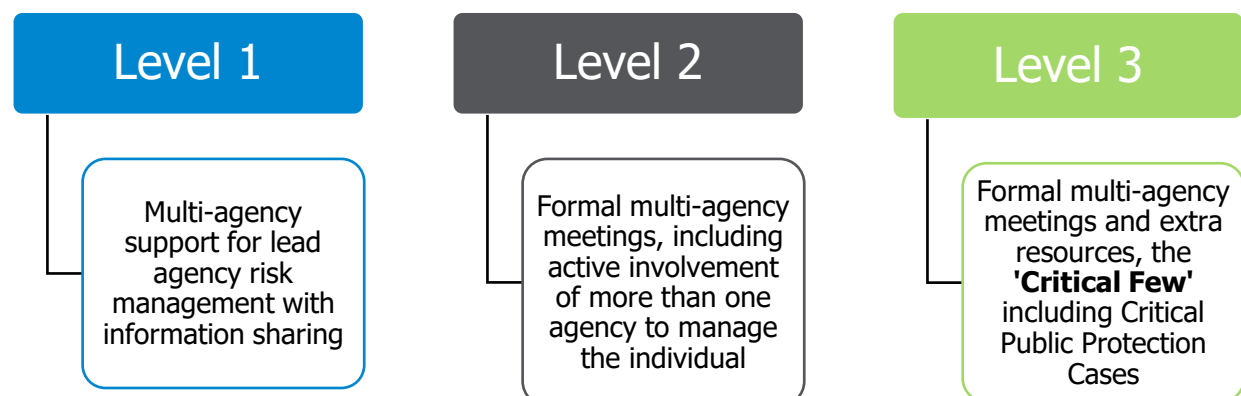 Level 1
Multi-agency
support for lead
agency risk
management with
information sharing
Level 2
Formal multi-agency
meetings, including
active involvement
of more than one
agency to manage
the individual
Level 3
Formal multi-agency
meetings and extra
resources, the
'Critical Few'
including Critical
Public Protection
Cases